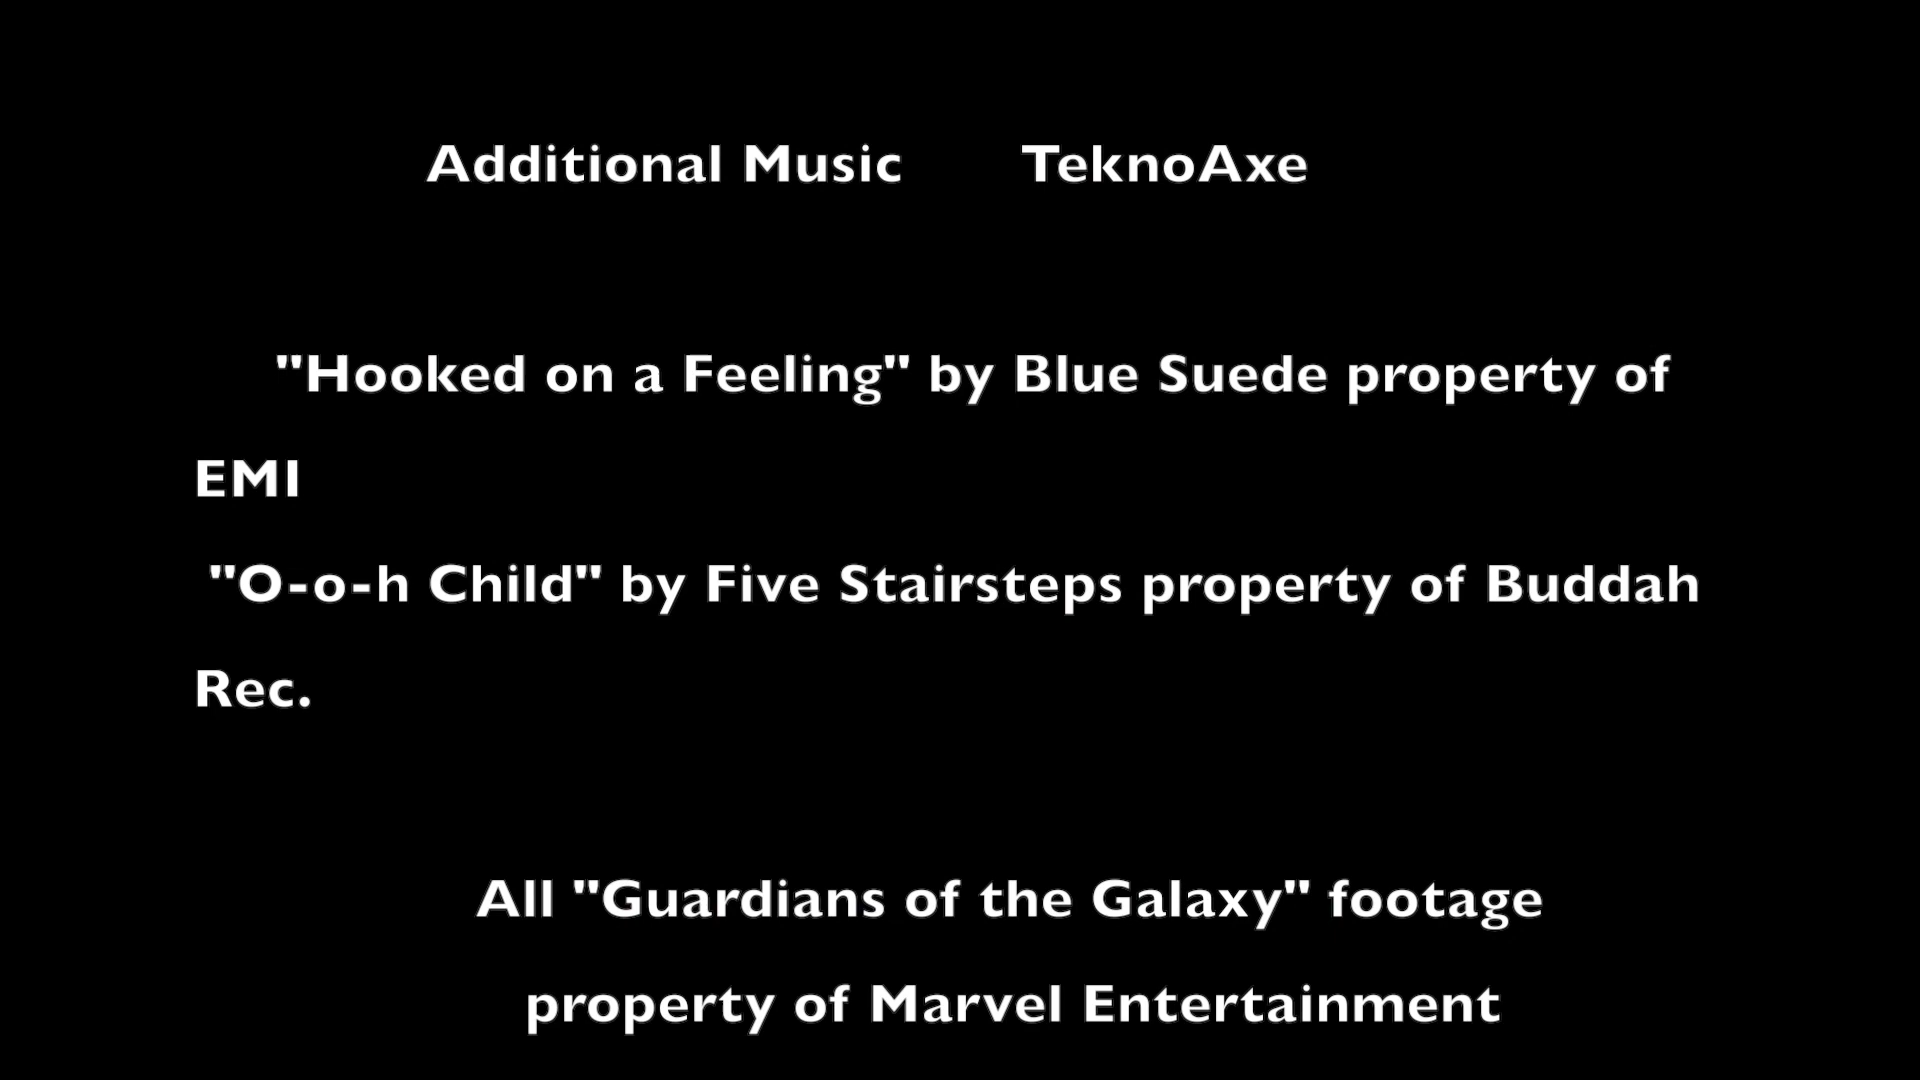 Additional Music TeknoAxe
"Hooked on a Feeling" by Blue Suede property of
EMI
"O-o-h Child" by Five Stairsteps property of Buddah
Rec.
All "Guardians of the Galaxy" footage
property of Marvel Entertainment